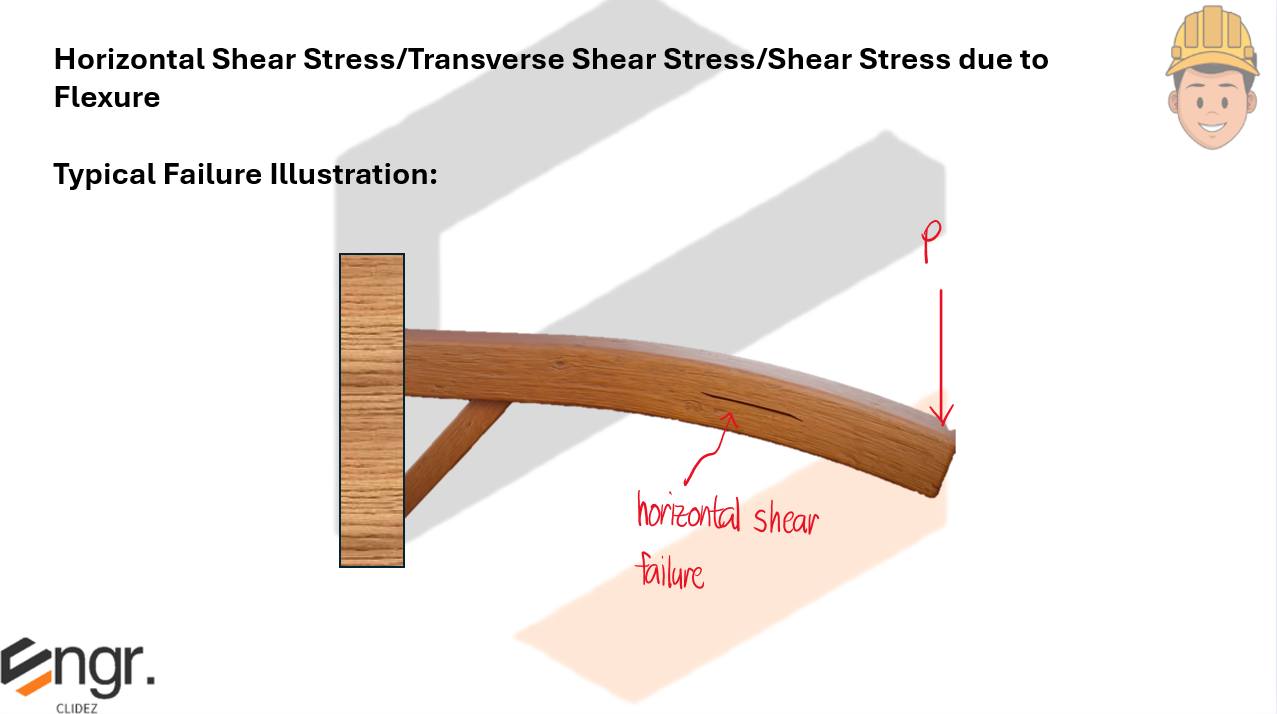 Horizontal Shear Stress/Transverse Shear Stress/Shear Stress due to
Flexure
Typical Failure Illustration:
P
horizontal shear
failure
Engr.
CLIDEZ